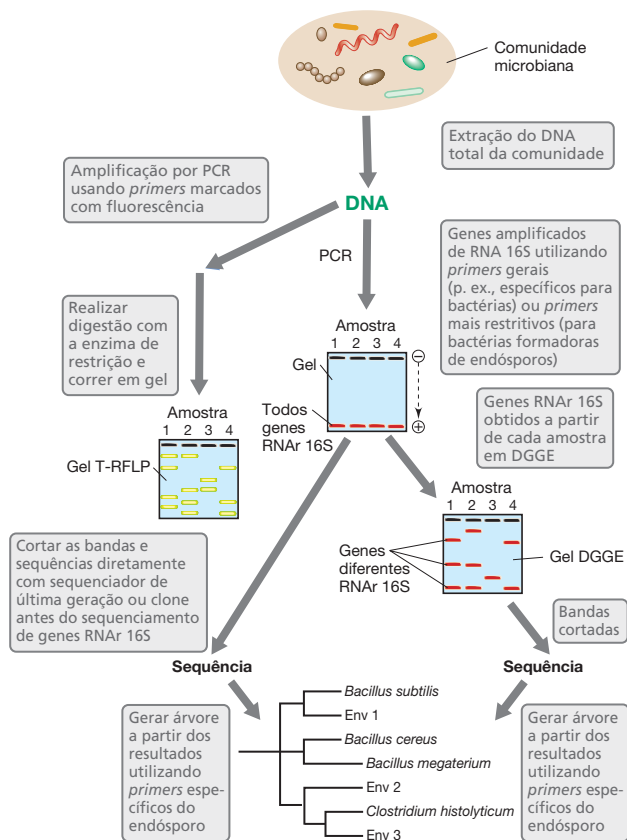 Comunidade
microbiana
Extração do DNA
total da comunidade
Amplificação por PCR
usando primers marcados
com fluorescência
DNA
PCR
Genes amplificados
de RNA 16S utilizando
primers gerais
(p. ex., específicos para
bactérias) ou primers
mais restritivos (para
bactérias formadoras
de endósporos)
Realizar
digestão com
a enzima de
restrição e
correr em gel
Amostra
1 2 3 4
Gel
−
+
Todos
genes
RNAr 16S
Genes RNAr 16S
obtidos a partir
de cada amostra
em DGGE
Amostra
1 2 3 4
Gel T-RFLP
Amostra
1 2 3 4
Genes
diferentes
RNAr 16S
Gel DGGE
Cortar as bandas e
sequências diretamente
com sequenciador de
última geração ou clone
antes do sequenciamento
de genes RNAr 16S
Bandas
cortadas
Sequência
Sequência
Gerar árvore
a partir dos
resultados
utilizando
primers espe-
cíficos do
endósporo
Bacillus subtilis
Env 1
Bacillus cereus
Bacillus megaterium
Env 2
Clostridium histolyticum
Env 3
Gerar árvore
a partir dos
resultados
utilizando
primers espe-
cíficos do
endósporo